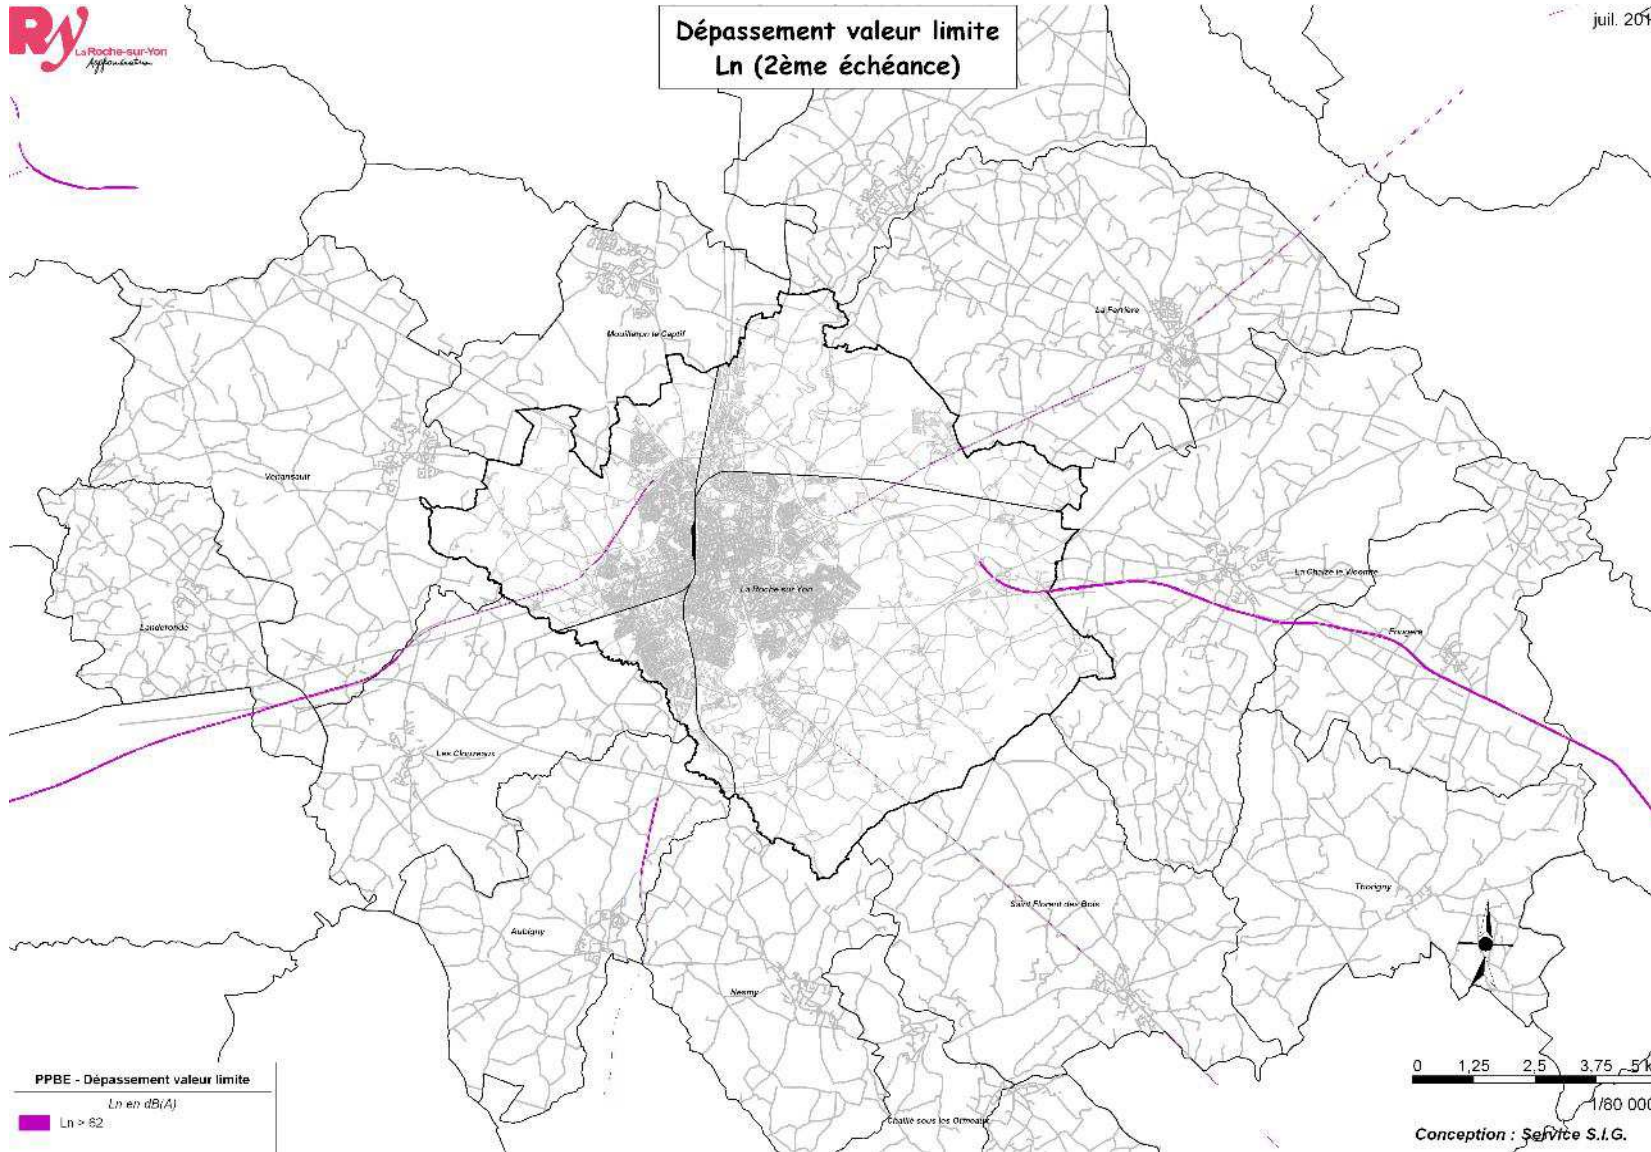 Ry
La Roche-sur-Yon
Agglomération
Dépassement valeur limite
Ln (2ème échéance)
juil. 201
La Ferrière
Mouilleron le Captif
Venansault
La Roche sur Yon
La Chaize le Vicomte
Landeronde
Fougeré
Les Clouzeaux
Thorigny
Saint Florent des Bois
Aubigny
Nesmy
Chaillé sous les Ormeaux
PPBE - Dépassement valeur limite
Ln en dB(A)
Ln > 62
0 1,25 2,5 3,75 5 k
1/60 000
Conception : Service S.I.G.